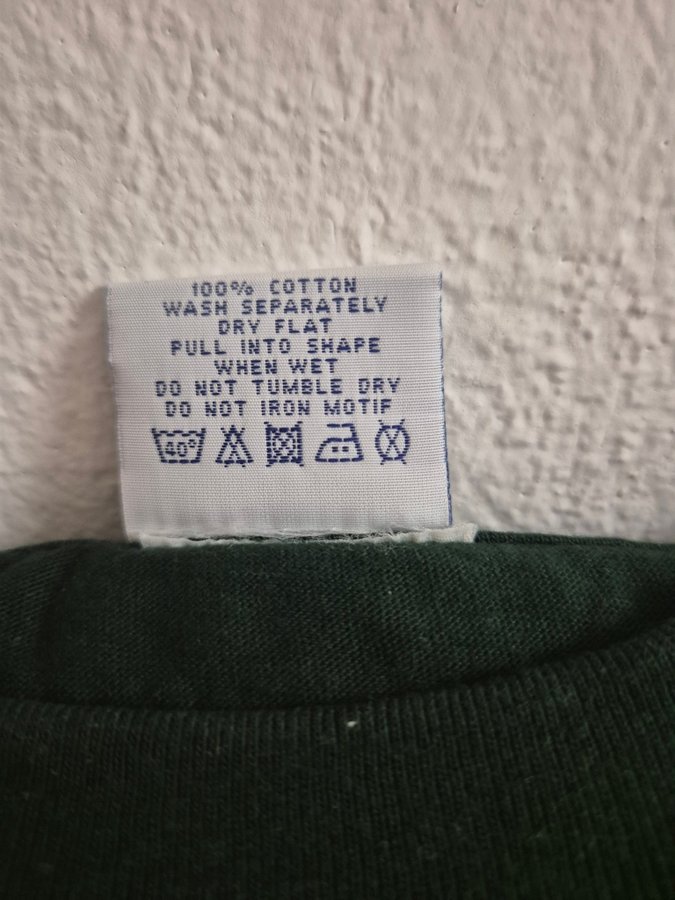 100% COTTON
WASH SEPARATELY
DRY FLAT
PULL INTO SHAPE
WHEN WET
DO NOT TUMBLE DRY
DO NOT IRON MOTIF
40°